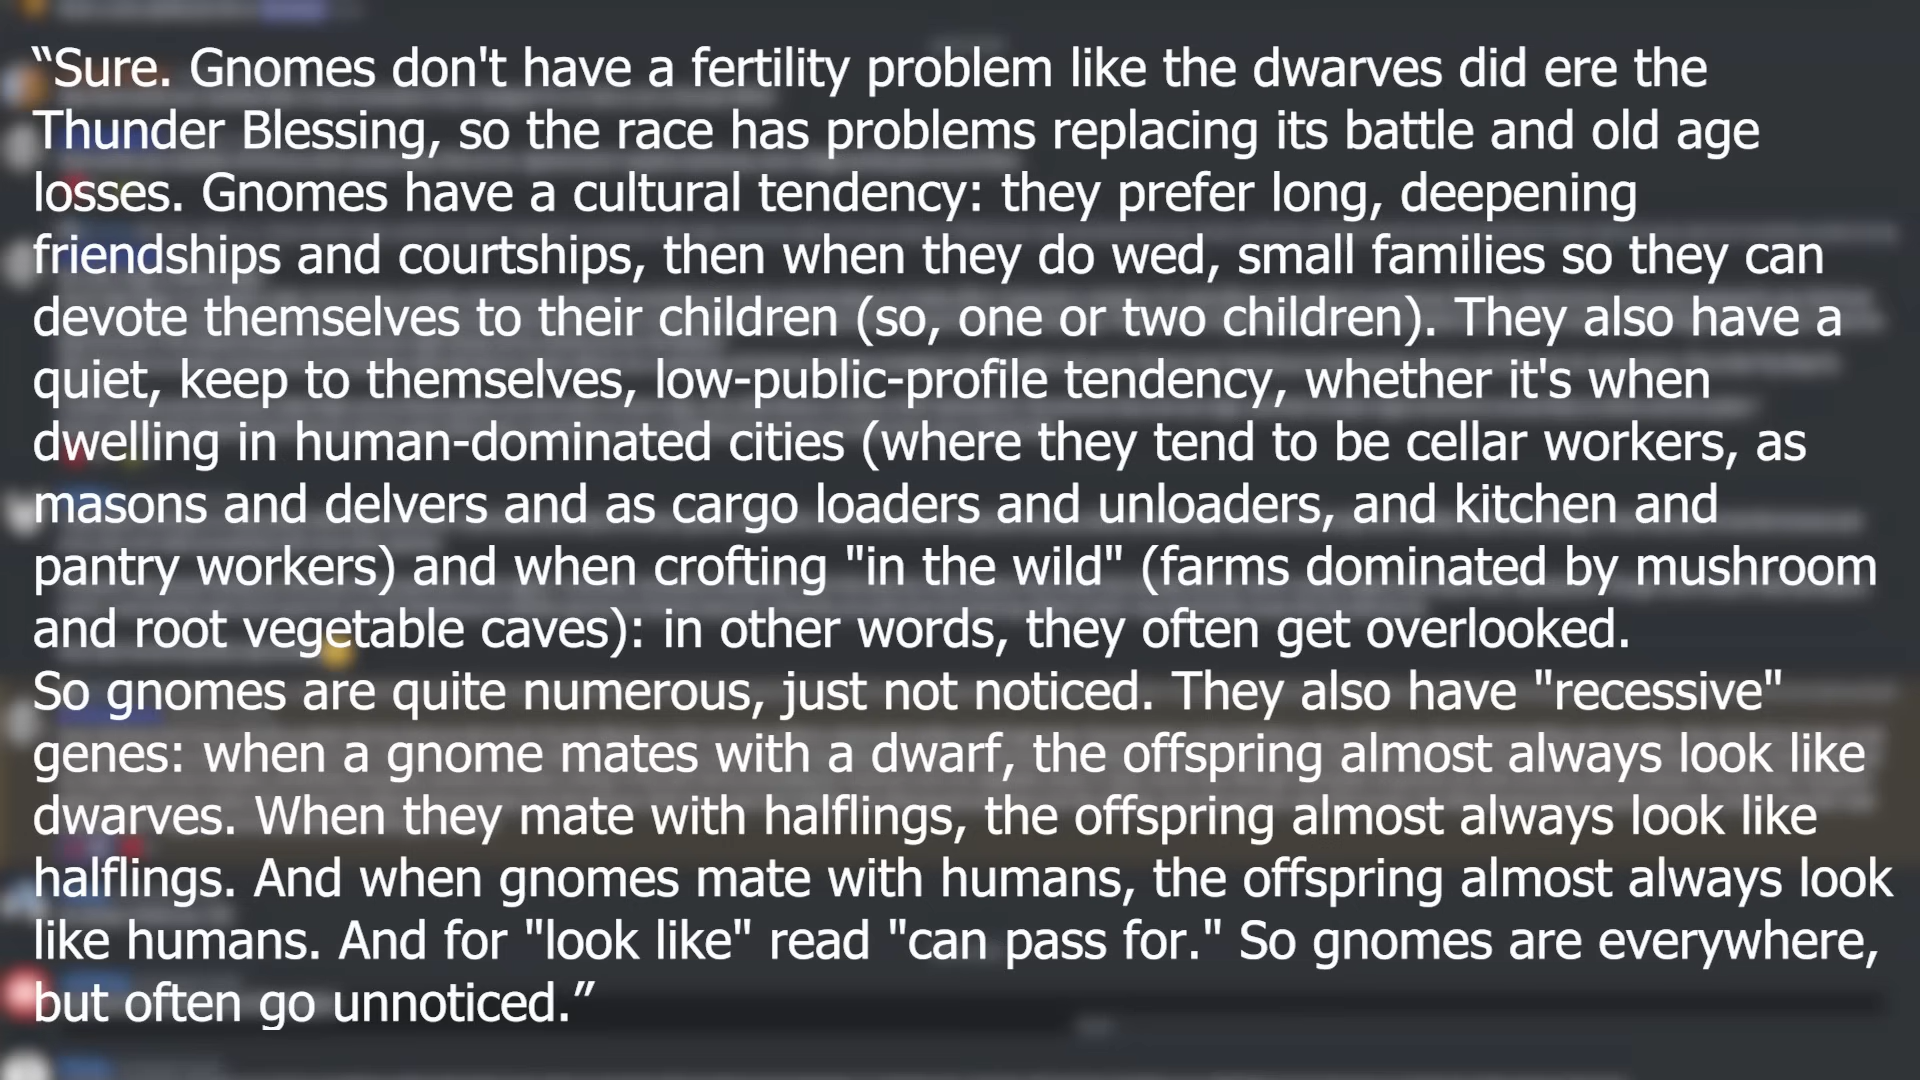 “Sure. Gnomes don't have a fertility problem like the dwarves did ere the
Thunder Blessing, so the race has problems replacing its battle and old age
losses. Gnomes have a cultural tendency: they prefer long, deepening
friendships and courtships, then when they do wed, small families so they can
devote themselves to their children (so, one or two children). They also have a
quiet, keep to themselves, low-public-profile tendency, whether it's when
dwelling in human-dominated cities (where they tend to be cellar workers, as
masons and delvers and as cargo loaders and unloaders, and kitchen and
pantry workers) and when crofting "in the wild" (farms dominated by mushroom
and root vegetable caves): in other words, they often get overlooked.
So gnomes are quite numerous, just not noticed. They also have "recessive"
genes: when a gnome mates with a dwarf, the offspring almost always look like
dwarves. When they mate with halflings, the offspring almost always look like
halflings. And when gnomes mate with humans, the offspring almost always look
like humans. And for "look like" read "can pass for." So gnomes are everywhere,
but often go unnoticed.”